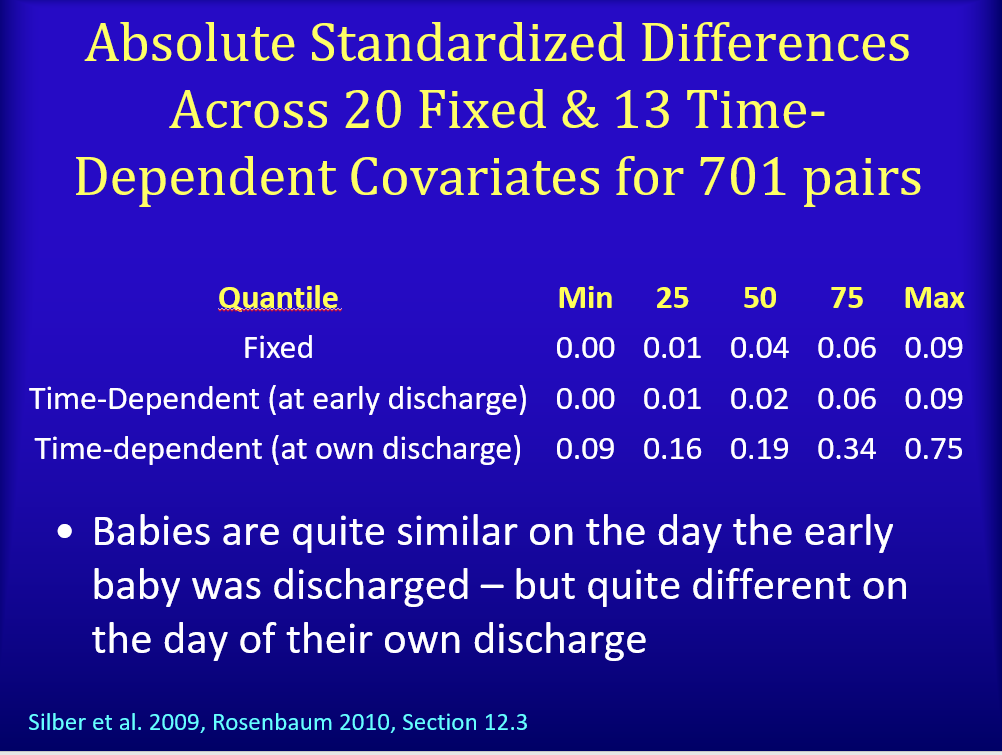 Absolute Standardized Differences
Across 20 Fixed & 13 Time-
Dependent Covariates for 701 pairs
Quantile Min 25 50 75 Max
Fixed 0.00 0.01 0.04 0.06 0.09
Time-Dependent (at early discharge) 0.00 0.01 0.02 0.06 0.09
Time-dependent (at own discharge) 0.09 0.16 0.19 0.34 0.75
• Babies are quite similar on the day the early
baby was discharged – but quite different on
the day of their own discharge
Silber et al. 2009, Rosenbaum 2010, Section 12.3